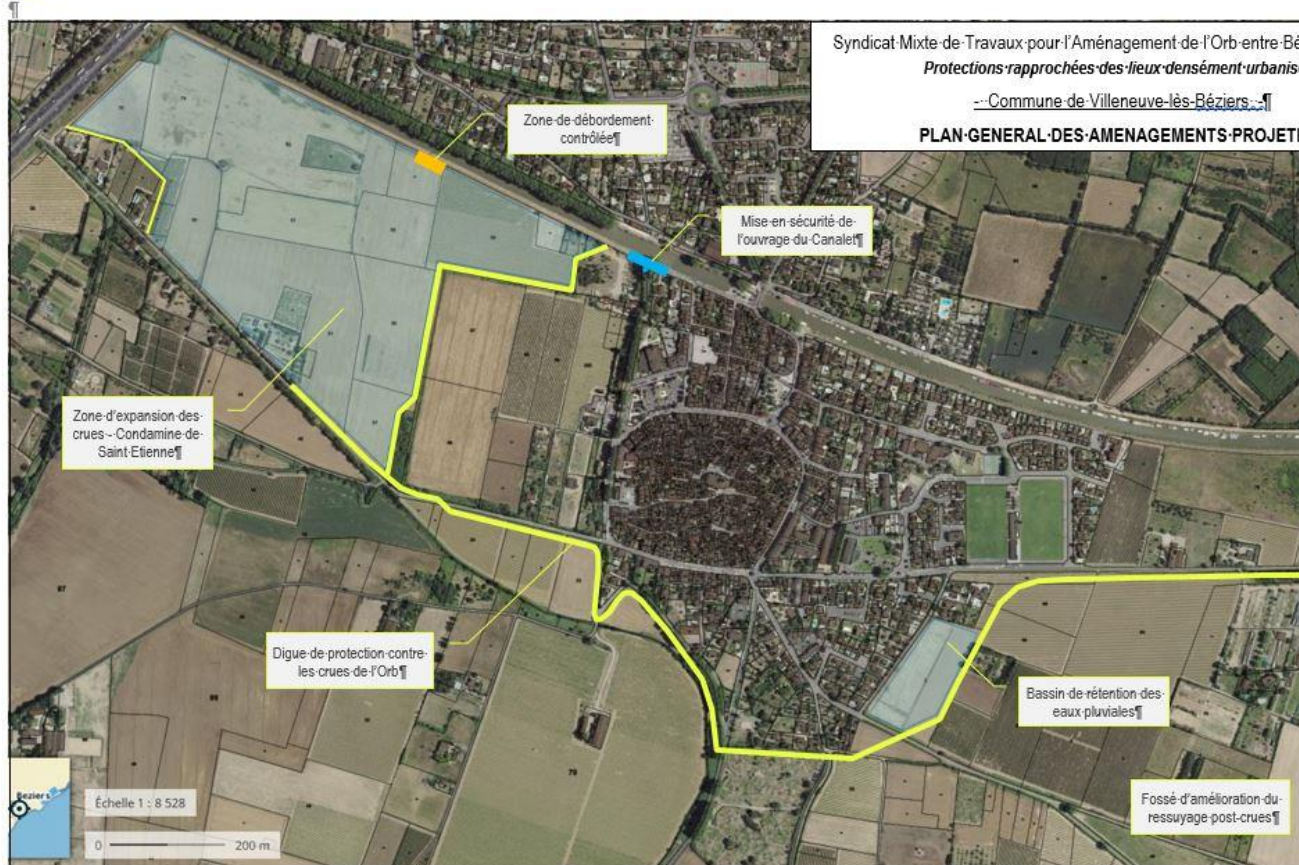 ¶
Syndicat·Mixte·de·Travaux·pour·l'Aménagement·de·l'Orb·entre·Bé
Protections·rapprochées·des·lieux·densément·urbanis
-··Commune·de·Villeneuve-lès-Béziers··-¶
PLAN·GENERAL·DES·AMENAGEMENTS·PROJET
Zone·de·débordement·
contrôlée¶
Mise·en·sécurité·de·
l'ouvrage·du·Canalet¶
Zone·d'expansion·des·
crues·-·Condamine·de·
Saint·Etienne¶
Digue·de·protection·contre·
les·crues·de·l'Orb¶
Bassin·de·rétention·des·
eaux·pluviales¶
Fossé·d'amélioration·du·
ressuyage·post-crues¶
Beziers
Échelle 1 : 8 528
0 200 m